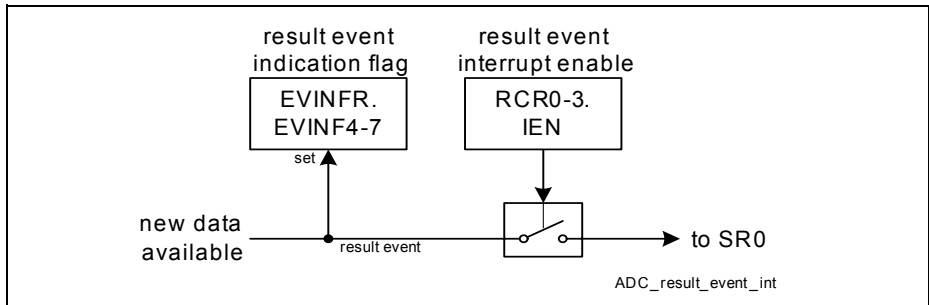 result event
indication flag
result event
interrupt enable
EVINFR.
EVINF4-7
RCR0-3.
IEN
set
new data
available
result event
to SR0
ADC_result_event_int